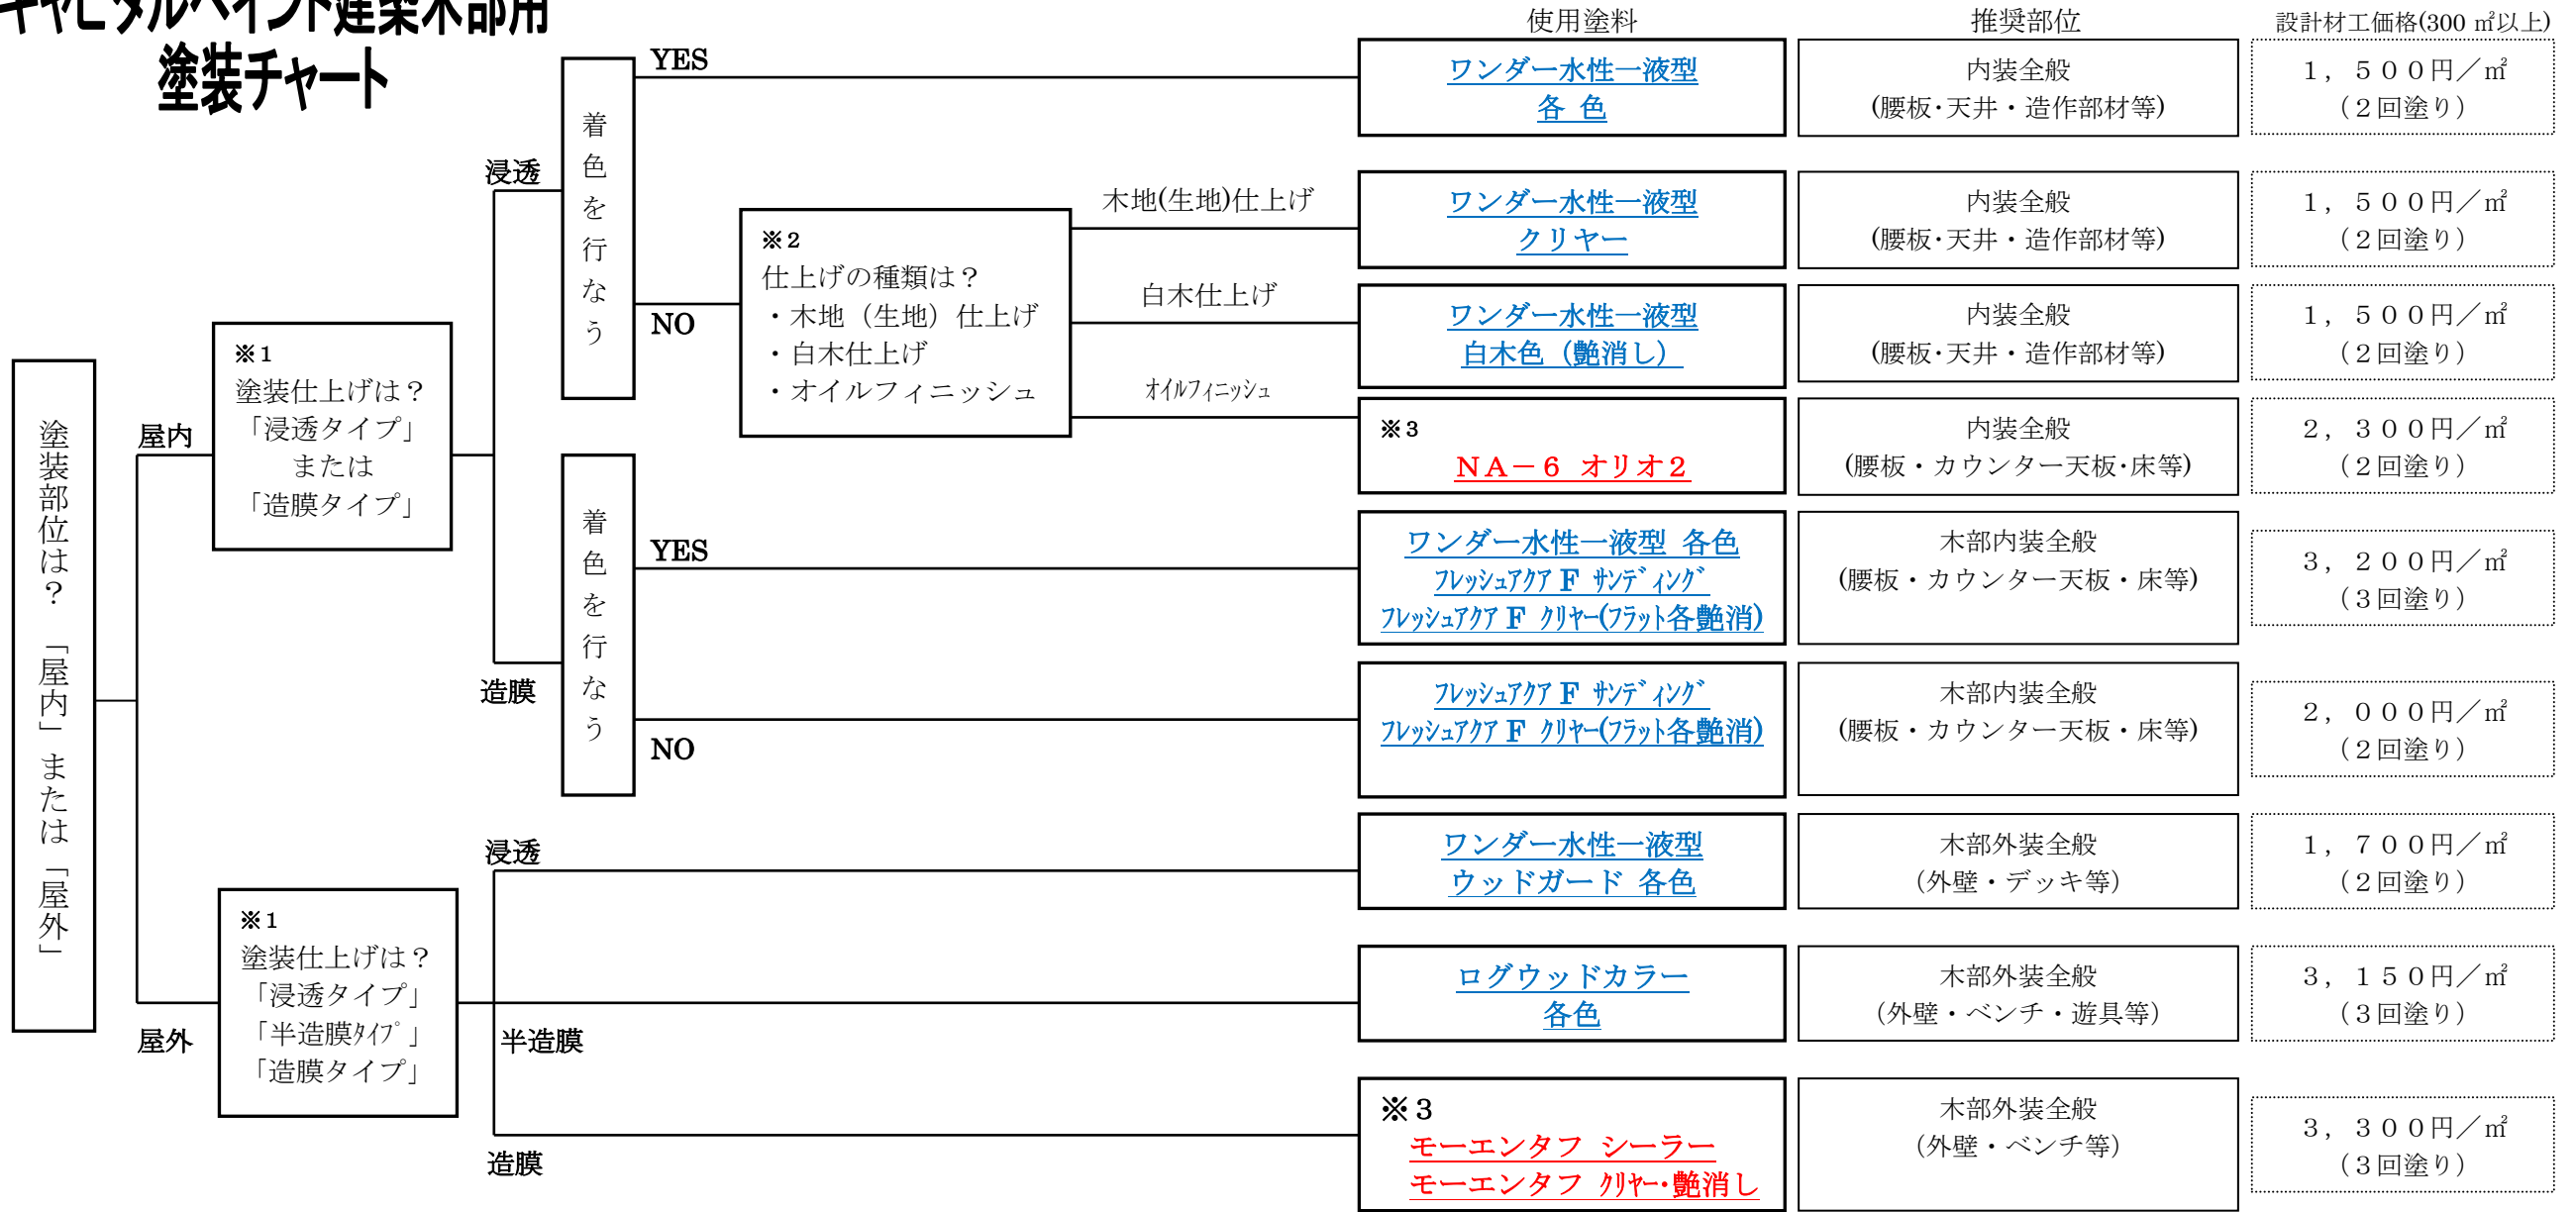 キャピタルペイント建築木部用
塗装チャート
使用塗料
推奨部位
設計材工価格(300 ㎡以上)
塗装部位は？　「屋内」または「屋外」
屋内
屋外
※１
塗装仕上げは？
「浸透タイプ」
または
「造膜タイプ」
浸透
造膜
着色を行なう
YES
NO
※２
仕上げの種類は？
・木地（生地）仕上げ
・白木仕上げ
・オイルフィニッシュ
木地(生地)仕上げ
白木仕上げ
ｵｲﾙﾌｨﾆｯｼｭ
着色を行なう
YES
NO
※１
塗装仕上げは？
「浸透タイプ」
「半造膜ﾀｲﾌﾟ」
「造膜タイプ」
浸透
半造膜
造膜
ワンダー水性一液型
各 色
内装全般
(腰板･天井・造作部材等)
１，５００円／㎡
（２回塗り）
ワンダー水性一液型
クリヤー
内装全般
(腰板･天井・造作部材等)
１，５００円／㎡
（２回塗り）
ワンダー水性一液型
白木色（艶消し）
内装全般
(腰板･天井・造作部材等)
１，５００円／㎡
（２回塗り）
※３
ＮＡ－６ オリオ２
内装全般
(腰板・カウンター天板･床等)
２，３００円／㎡
（２回塗り）
ワンダー水性一液型 各色
ﾌﾚｯｼｭｱｸｱ F ｻﾝﾃﾞｨﾝｸﾞ
ﾌﾚｯｼｭｱｸｱ F ｸﾘﾔｰ(ﾌﾗｯﾄ各艶消)
木部内装全般
(腰板・カウンター天板・床等)
３，２００円／㎡
（３回塗り）
ﾌﾚｯｼｭｱｸｱ F ｻﾝﾃﾞｨﾝｸﾞ
ﾌﾚｯｼｭｱｸｱ F ｸﾘﾔｰ(ﾌﾗｯﾄ各艶消)
木部内装全般
(腰板・カウンター天板・床等)
２，０００円／㎡
（２回塗り）
ワンダー水性一液型
ウッドガード 各色
木部外装全般
（外壁・デッキ等）
１，７００円／㎡
（２回塗り）
ログウッドカラー
各色
木部外装全般
（外壁・ベンチ・遊具等）
３，１５０円／㎡
（３回塗り）
※３
モーエンタフ シーラー
モーエンタフ ｸﾘﾔｰ･艶消し
木部外装全般
（外壁・ベンチ等）
３，３００円／㎡
（３回塗り）